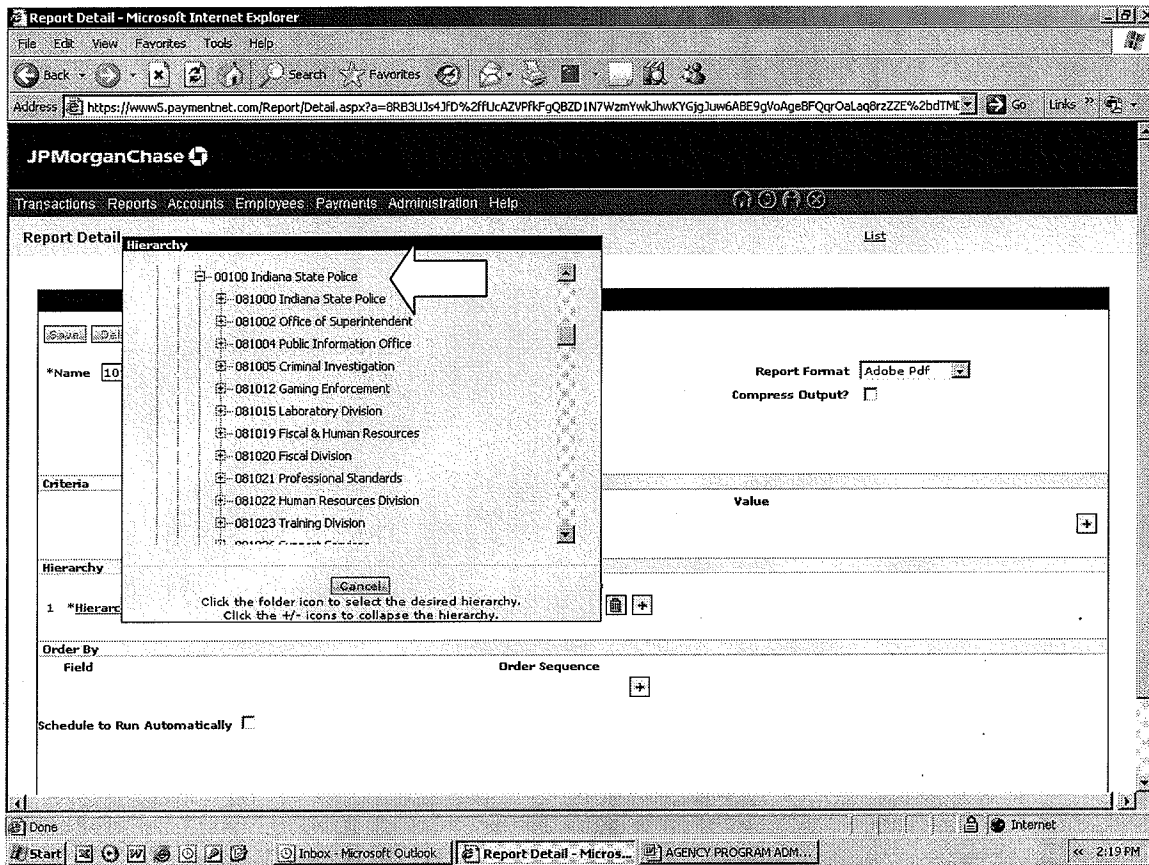 Report Detail - Microsoft Internet Explorer
File Edit View Favorites Tools Help
Back Search Favorites
Address https://www5.paymentnet.com/Report/Detail.aspx?a= Go Links »
JPMorganChase
Transactions Reports Accounts Employees Payments Administration Help
Report Detail
List
Hierarchy
00100 Indiana State Police
081000 Indiana State Police
081002 Office of Superintendent
081004 Public Information Office
081005 Criminal Investigation
081012 Gaming Enforcement
081015 Laboratory Division
081019 Fiscal & Human Resources
081020 Fiscal Division
081021 Professional Standards
081022 Human Resources Division
081023 Training Division
Cancel
Click the folder icon to select the desired hierarchy.
Click the +/- icons to collapse the hierarchy.
Save Del
*Name 10
Report Format Adobe Pdf
Compress Output?
Criteria
Value
Hierarchy
1 *Hierarc
Order By
Field Order Sequence
Schedule to Run Automatically
Done Internet
Start Inbox - Microsoft Outlook Report Detail - Micros... AGENCY PROGRAM ADM... « 2:19 PM